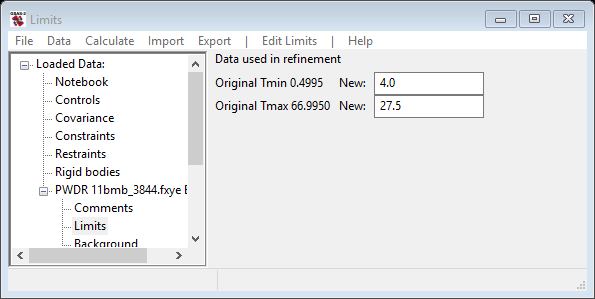 Limits
File Data Calculate Import Export | Edit Limits | Help
Loaded Data:
Notebook
Controls
Covariance
Constraints
Restraints
Rigid bodies
PWDR 11bmb_3844.fxye
Comments
Limits
Background
Data used in refinement
Original Tmin 0.4995 New: 4.0
Original Tmax 66.9950 New: 27.5